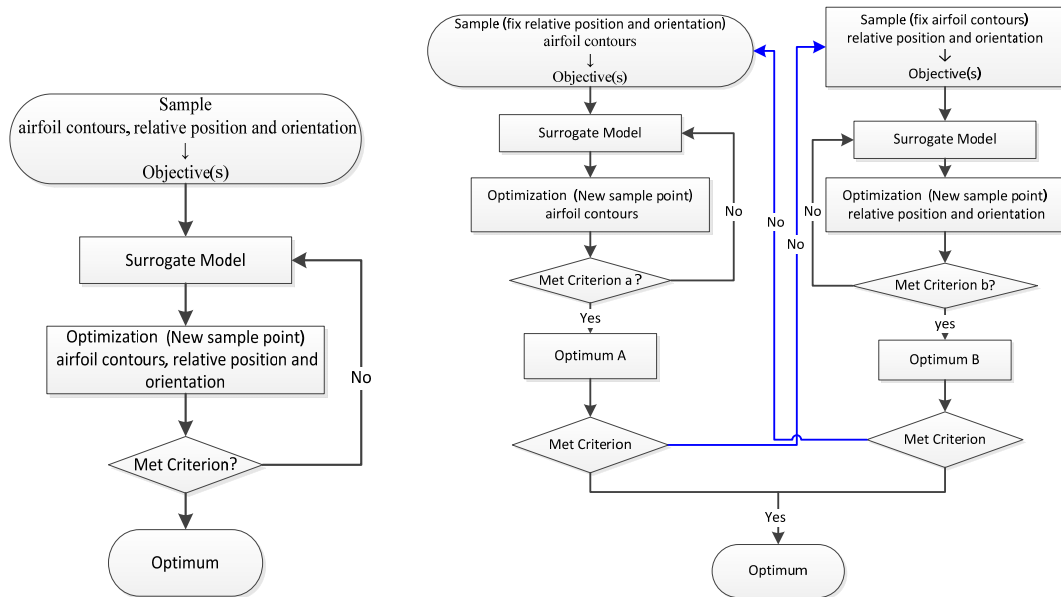 Sample
airfoil contours, relative position and orientation
↓
Objective(s)
Surrogate Model
Optimization (New sample point)
airfoil contours, relative position and
orientation
No
Met Criterion?
Optimum
Sample (fix relative position and orientation)
airfoil contours
↓
Objective(s)
Surrogate Model
Optimization (New sample point)
airfoil contours
No
Met Criterion a?
Yes
Optimum A
Met Criterion
No
No
Sample (fix airfoil contours)
relative position and orientation
↓
Objective(s)
Surrogate Model
Optimization (New sample point)
relative position and orientation
No
Met Criterion b?
yes
Optimum B
Met Criterion
Yes
Optimum